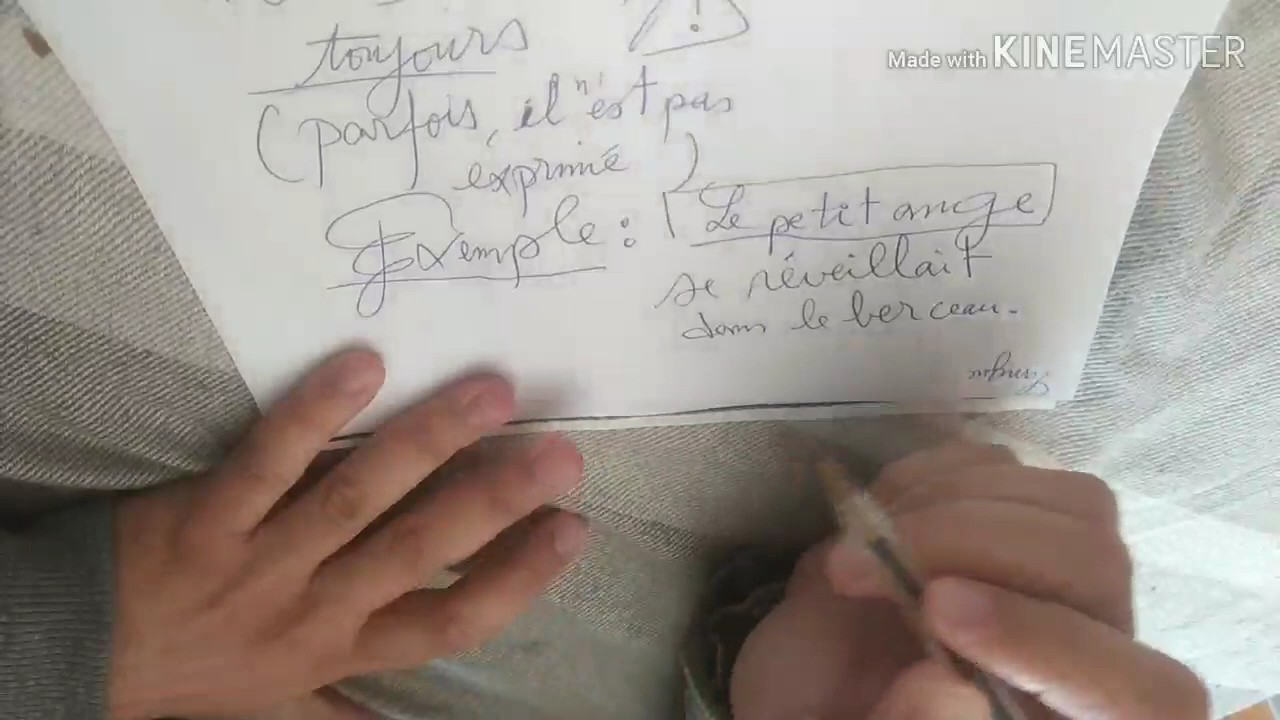 Made with KINEMASTER
toujours
!
(parfois, il n'est pas
exprimé)
Exemple : Le petit ange
se réveillait
dans le berceau.